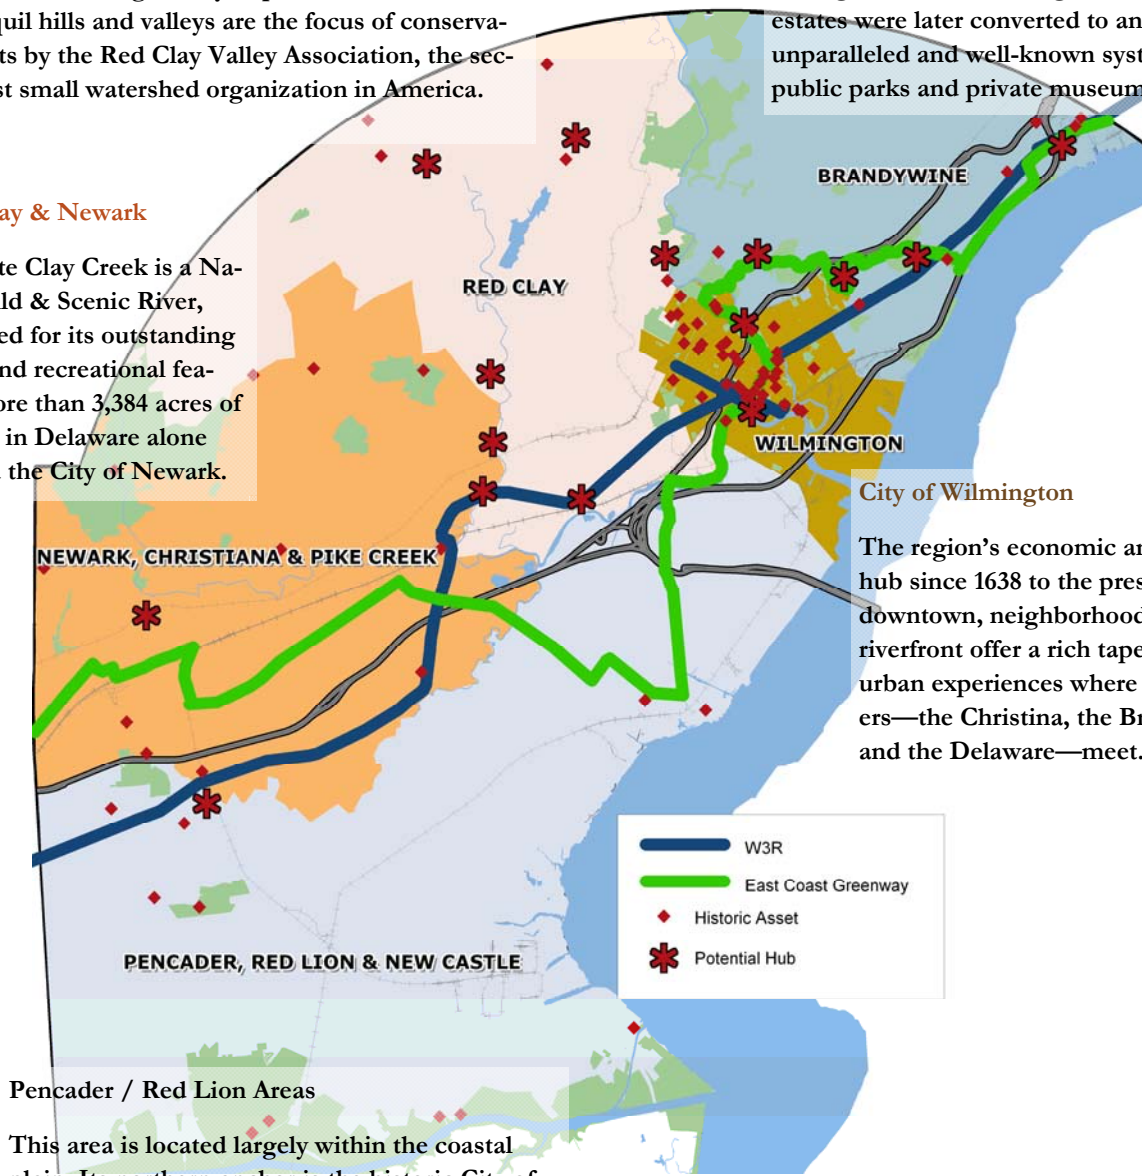 quil hills and valleys are the focus of conserva-
ts by the Red Clay Valley Association, the sec-
st small watershed organization in America.
estates were later converted to an
unparalleled and well-known syst
public parks and private museum
BRANDYWINE
ay & Newark
te Clay Creek is a Na-
ild & Scenic River,
ed for its outstanding
and recreational fea-
ore than 3,384 acres of
in Delaware alone
the City of Newark.
RED CLAY
WILMINGTON
City of Wilmington
The region’s economic an
hub since 1638 to the pres
downtown, neighborhood
riverfront offer a rich tape
urban experiences where
ers—the Christina, the Br
and the Delaware—meet.
NEWARK, CHRISTIANA & PIKE CREEK
W3R
East Coast Greenway
Historic Asset
Potential Hub
PENCADER, RED LION & NEW CASTLE
Pencader / Red Lion Areas
This area is located largely within the coastal